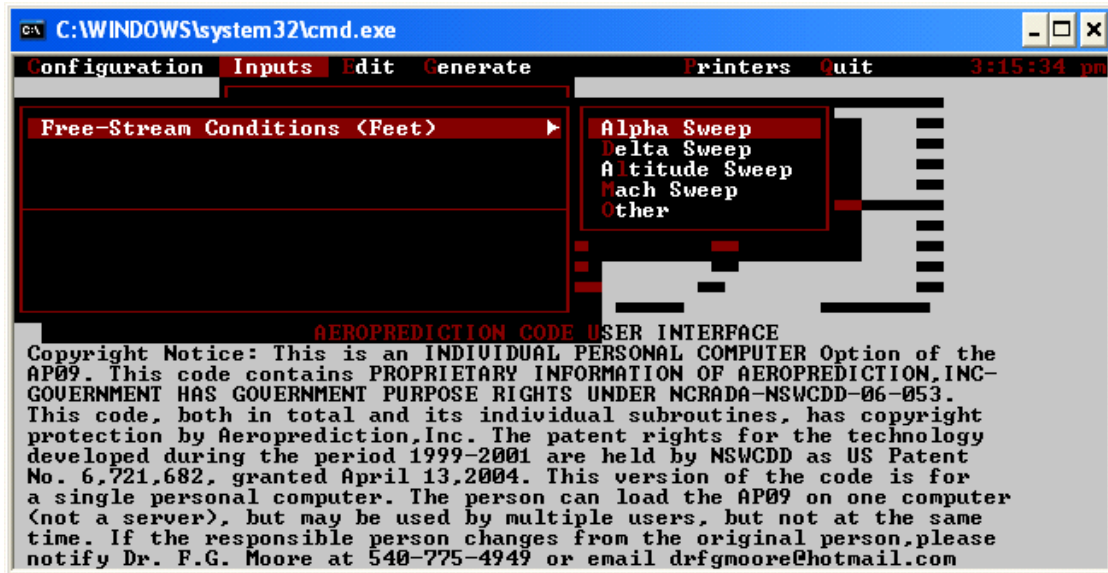 C:\WINDOWS\system32\cmd.exe
Configuration Inputs Edit Generate Printers Quit 3:15:34 pm
Free-Stream Conditions (Feet)
Alpha Sweep
Delta Sweep
Altitude Sweep
Mach Sweep
Other
AEROPREDICTION CODE USER INTERFACE
Copyright Notice: This is an INDIVIDUAL PERSONAL COMPUTER Option of the
AP09. This code contains PROPRIETARY INFORMATION OF AEROPREDICTION,INC-
GOVERNMENT HAS GOVERNMENT PURPOSE RIGHTS UNDER NCRADA-NSWCDD-06-053.
This code, both in total and its individual subroutines, has copyright
protection by Aeroprediction,Inc. The patent rights for the technology
developed during the period 1999-2001 are held by NSWCDD as US Patent
No. 6,721,682, granted April 13,2004. This version of the code is for
a single personal computer. The person can load the AP09 on one computer
(not a server), but may be used by multiple users, but not at the same
time. If the responsible person changes from the original person,please
notify Dr. F.G. Moore at 540-775-4949 or email drfgmoore@hotmail.com